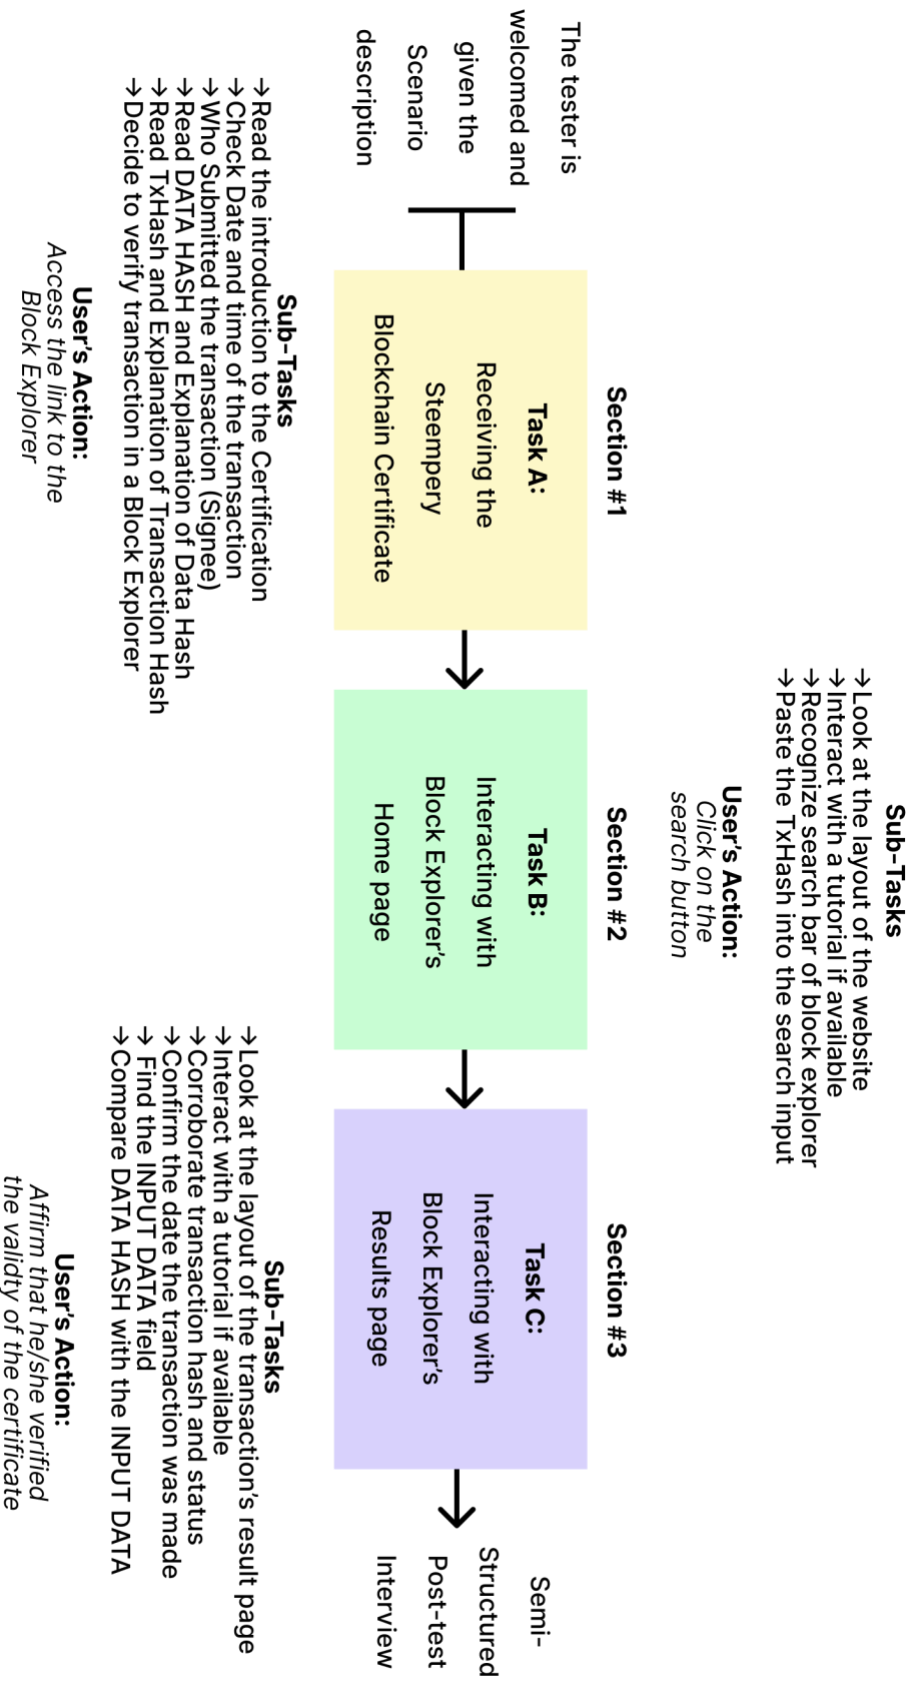 The tester is
welcomed and
given the
Scenario
description
Section #1
Task A:
Receiving the
Steempery
Blockchain Certificate
Sub-Tasks
→Read the introduction to the Certification
→Check Date and time of the transaction
→Who Submitted the transaction (Signee)
→Read DATA HASH and Explanation of Data Hash
→Read TxHash and Explanation of Transaction Hash
→Decide to verify transaction in a Block Explorer
User's Action:
Access the link to the
Block Explorer
Sub-Tasks
→Look at the layout of the website
→Interact with a tutorial if available
→Recognize search bar of block explorer
→Paste the TxHash into the search input
User's Action:
Click on the
search button
Section #2
Task B:
Interacting with
Block Explorer's
Home page
Section #3
Task C:
Interacting with
Block Explorer's
Results page
Sub-Tasks
→Look at the layout of the transaction's result page
→Interact with a tutorial if available
→Corroborate transaction hash and status
→Confirm the date the transaction was made
→ Find the INPUT DATA field
→Compare DATA HASH with the INPUT DATA
User's Action:
Affirm that he/she verified
the validty of the certificate
Semi-
Structured
Post-test
Interview